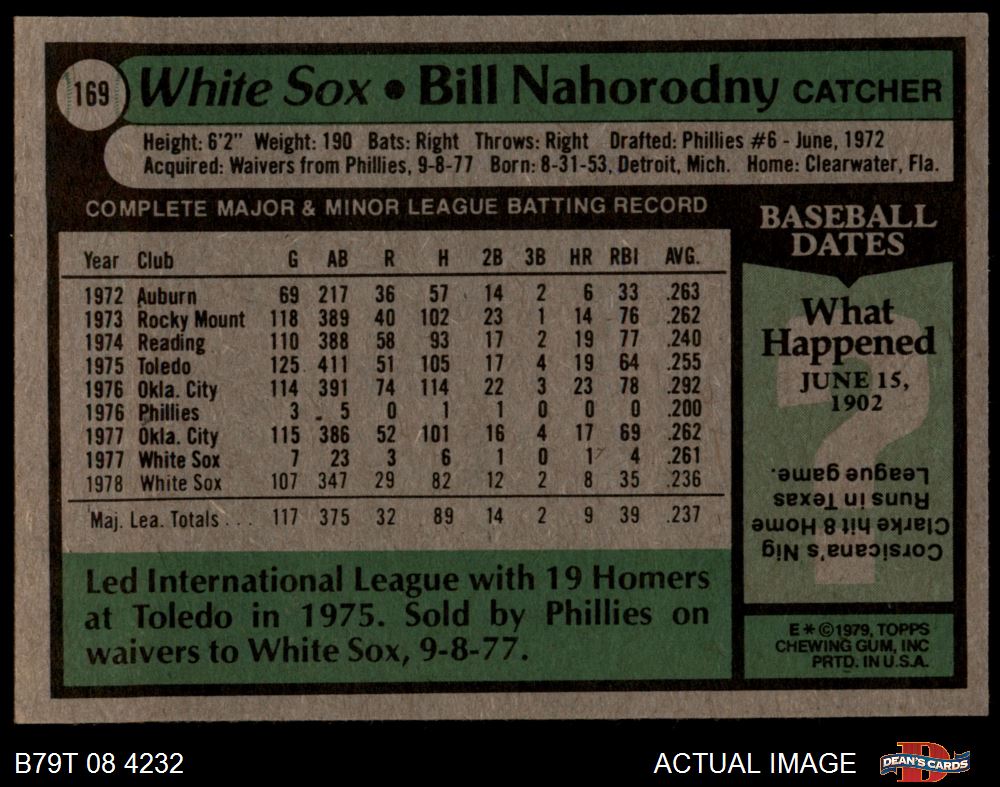 169 White Sox • Bill Nahorodny CATCHER
Height: 6'2" Weight: 190 Bats: Right Throws: Right Drafted: Phillies #6 - June, 1972
Acquired: Waivers from Phillies, 9-8-77 Born: 8-31-53, Detroit, Mich. Home: Clearwater, Fla.
COMPLETE MAJOR & MINOR LEAGUE BATTING RECORD
Year Club G AB R H 2B 3B HR RBI AVG.
1972 Auburn 69 217 36 57 14 2 6 33 .263
1973 Rocky Mount 118 389 40 102 23 1 14 76 .262
1974 Reading 110 388 58 93 17 2 19 77 .240
1975 Toledo 125 411 51 105 17 4 19 64 .255
1976 Okla. City 114 391 74 114 22 3 23 78 .292
1976 Phillies 3 5 0 1 1 0 0 0 .200
1977 Okla. City 115 386 52 101 16 4 17 69 .262
1977 White Sox 7 23 3 6 1 0 1 4 .261
1978 White Sox 107 347 29 82 12 2 8 35 .236
Maj. Lea. Totals . . . 117 375 32 89 14 2 9 39 .237
Led International League with 19 Homers
at Toledo in 1975. Sold by Phillies on
waivers to White Sox, 9-8-77.
BASEBALL
DATES
What
Happened
JUNE 15,
1902
?
Corsicana's Nig
Clarke hit 8 Home
Runs in Texas
League game.
E * © 1979, TOPPS
CHEWING GUM, INC
PRTD. IN U.S.A.
B79T 08 4232
ACTUAL IMAGE
D
DEAN'S CARDS